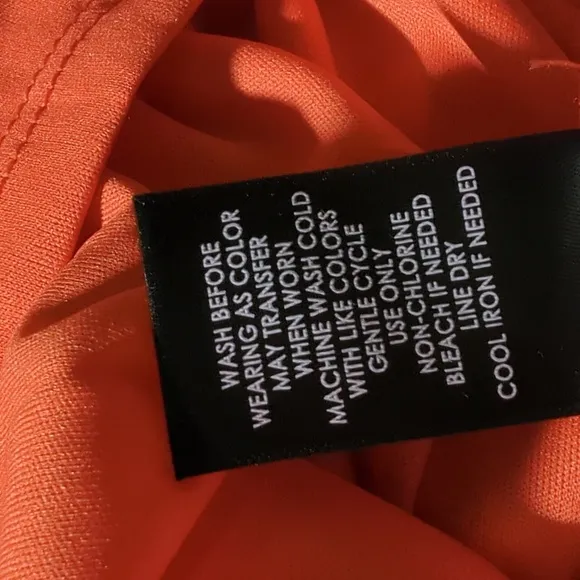 WASH BEFORE
WEARING AS COLOR
MAY TRANSFER
WHEN WORN
MACHINE WASH COLD
WITH LIKE COLORS
GENTLE CYCLE
USE ONLY
NON-CHLORINE
BLEACH IF NEEDED
LINE DRY
COOL IRON IF NEEDED